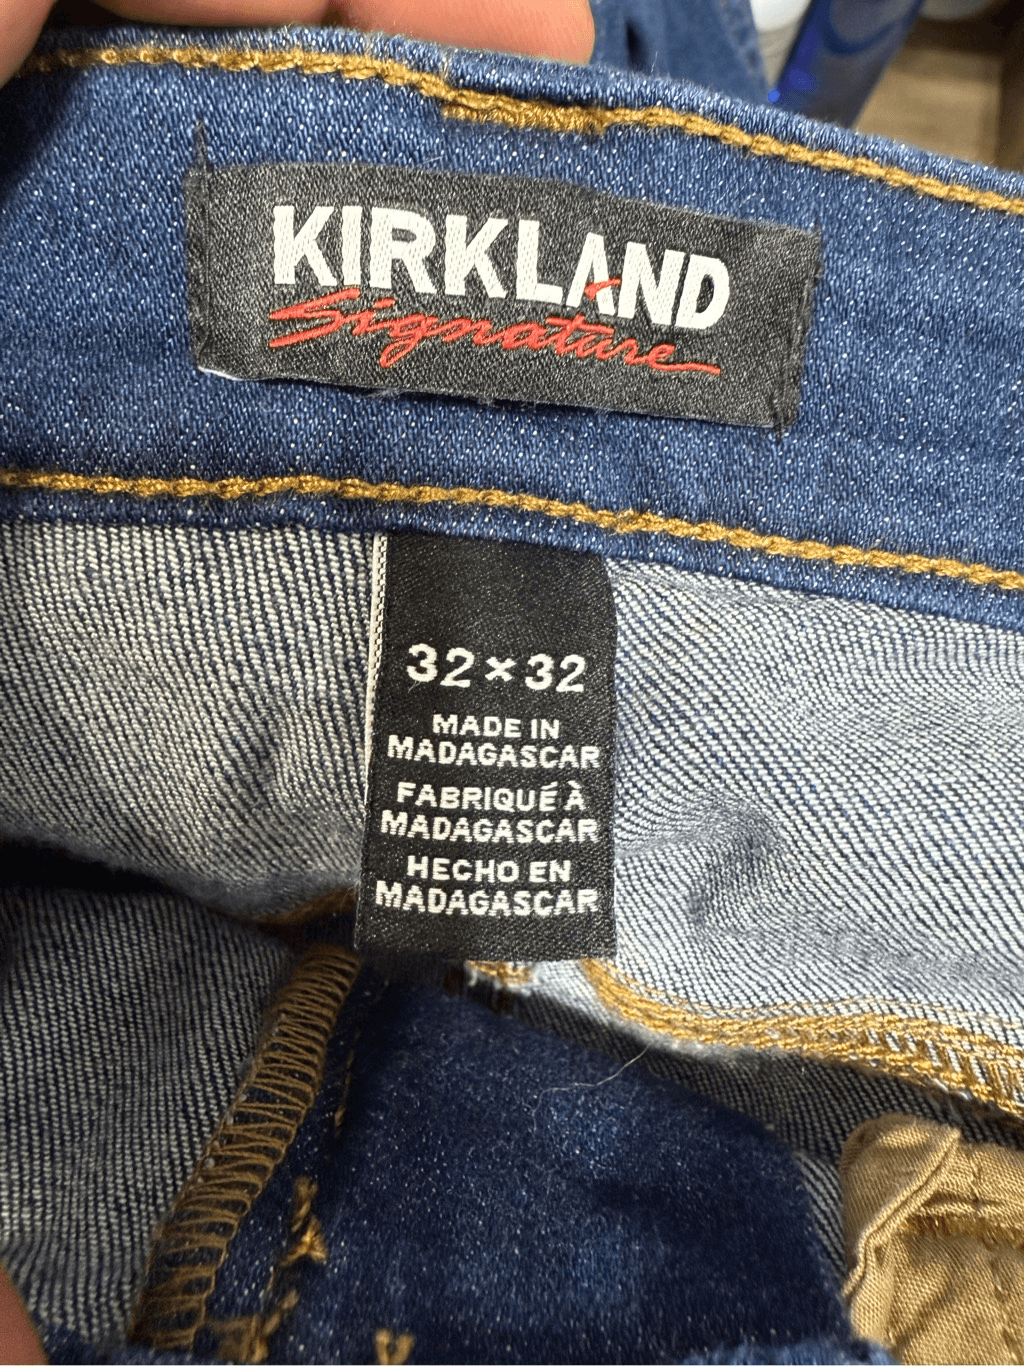 KIRKLAND
Signature
32 × 32
MADE IN
MADAGASCAR
FABRIQUÉ À
MADAGASCAR
HECHO EN
MADAGASCAR